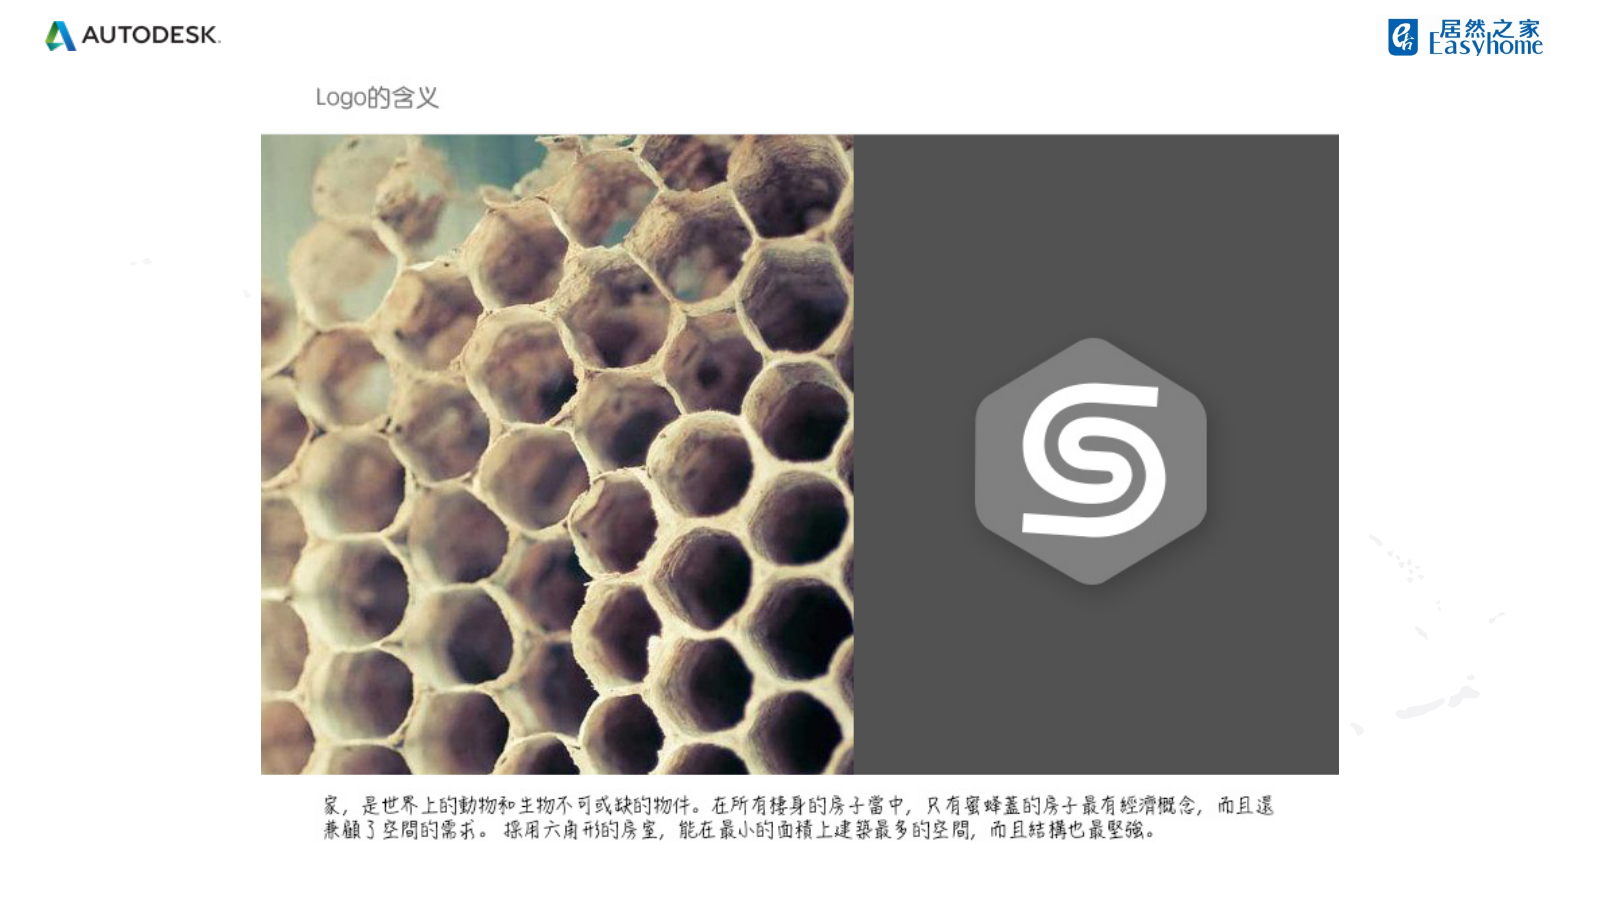 AUTODESK.
居然之家
Easyhome
Logo的含义
家，是世界上的動物和生物不可或缺的物件。在所有棲身的房子當中，只有蜜蜂蓋的房子最有經濟概念，而且還
兼顧了空間的需求。 採用六角形的房室，能在最小的面積上建築最多的空間，而且結構也最堅強。